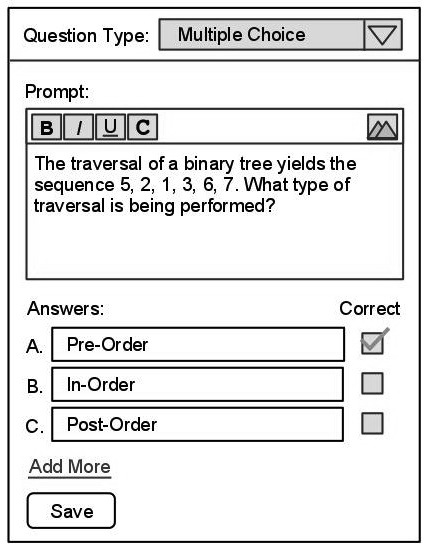 Question Type: Multiple Choice
Prompt:
B I U C
The traversal of a binary tree yields the
sequence 5, 2, 1, 3, 6, 7. What type of
traversal is being performed?
Answers: Correct
A. Pre-Order
B. In-Order
C. Post-Order
Add More
Save